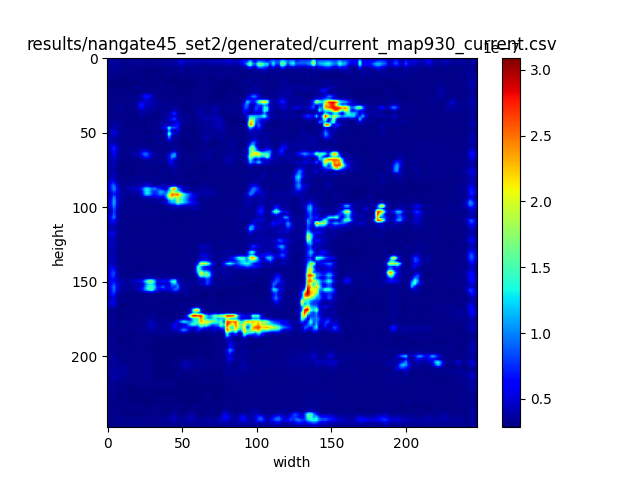 results/nangate45_set2/generated/current_map930_current.csv
1e−7
0
50
100
150
200
height
0 50 100 150 200
width
3.0
2.5
2.0
1.5
1.0
0.5